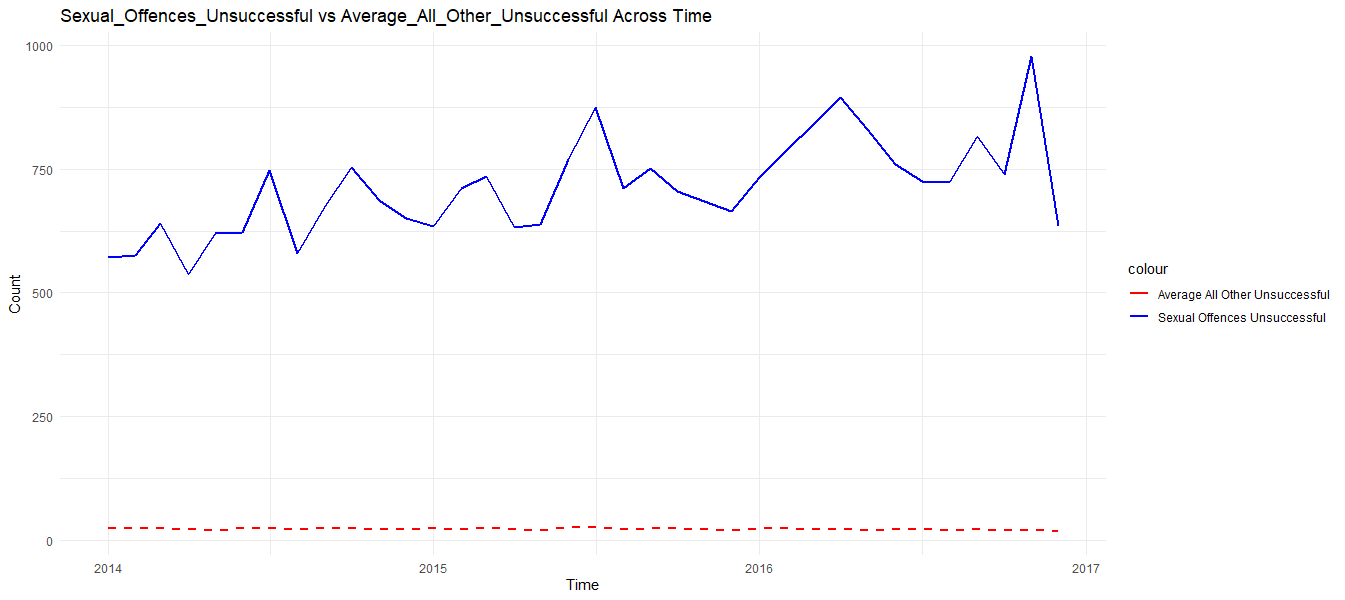 Sexual_Offences_Unsuccessful vs Average_All_Other_Unsuccessful Across Time
1000
750
500
250
0
Count
2014
2015
2016
2017
Time
colour
Average All Other Unsuccessful
Sexual Offences Unsuccessful